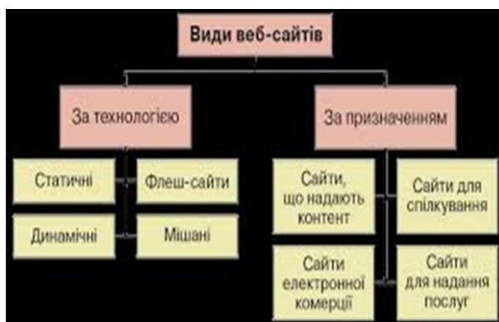 Види веб-сайтів
За технологією
За призначенням
Статичні
Флеш-сайти
Динамічні
Мішані
Сайти,
що надають
контент
Сайти для
спілкування
Сайти
електронної
комерції
Сайти
для надання
послуг